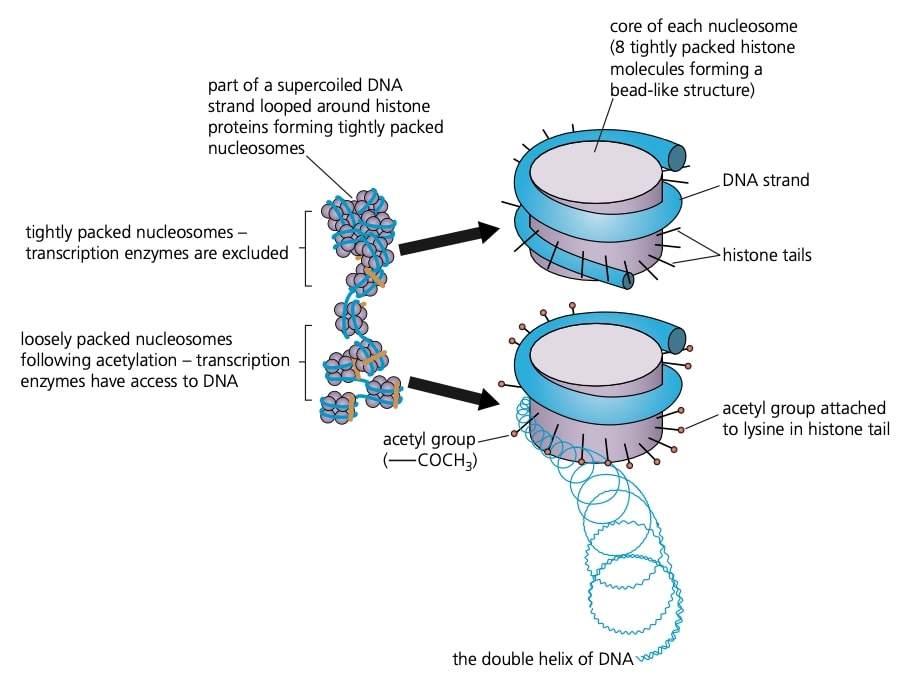 core of each nucleosome
(8 tightly packed histone
molecules forming a
bead-like structure)
part of a supercoiled DNA
strand looped around histone
proteins forming tightly packed
nucleosomes
DNA strand
tightly packed nucleosomes –
transcription enzymes are excluded
histone tails
loosely packed nucleosomes
following acetylation – transcription
enzymes have access to DNA
acetyl group attached
to lysine in histone tail
acetyl group
(—COCH₃)
the double helix of DNA